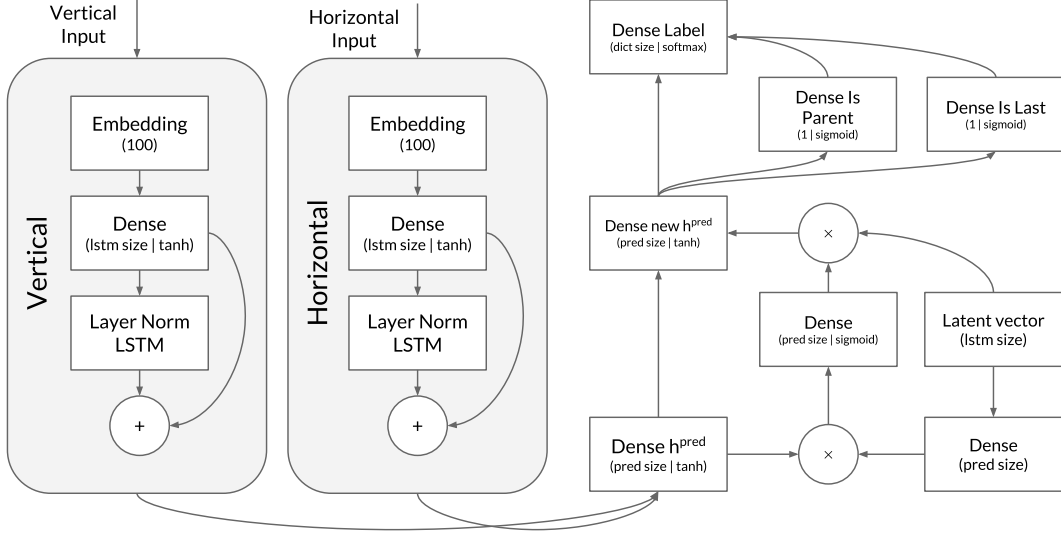 Vertical
Input
Vertical
Embedding
(100)
Dense
(lstm size | tanh)
Layer Norm
LSTM
+
Horizontal
Input
Horizontal
Embedding
(100)
Dense
(lstm size | tanh)
Layer Norm
LSTM
+
Dense Label
(dict size | softmax)
Dense Is
Parent
(1 | sigmoid)
Dense Is Last
(1 | sigmoid)
Dense new hᵖʳᵉᵈ
(pred size | tanh)
×
Dense
(pred size | sigmoid)
Latent vector
(lstm size)
Dense hᵖʳᵉᵈ
(pred size | tanh)
×
Dense
(pred size)